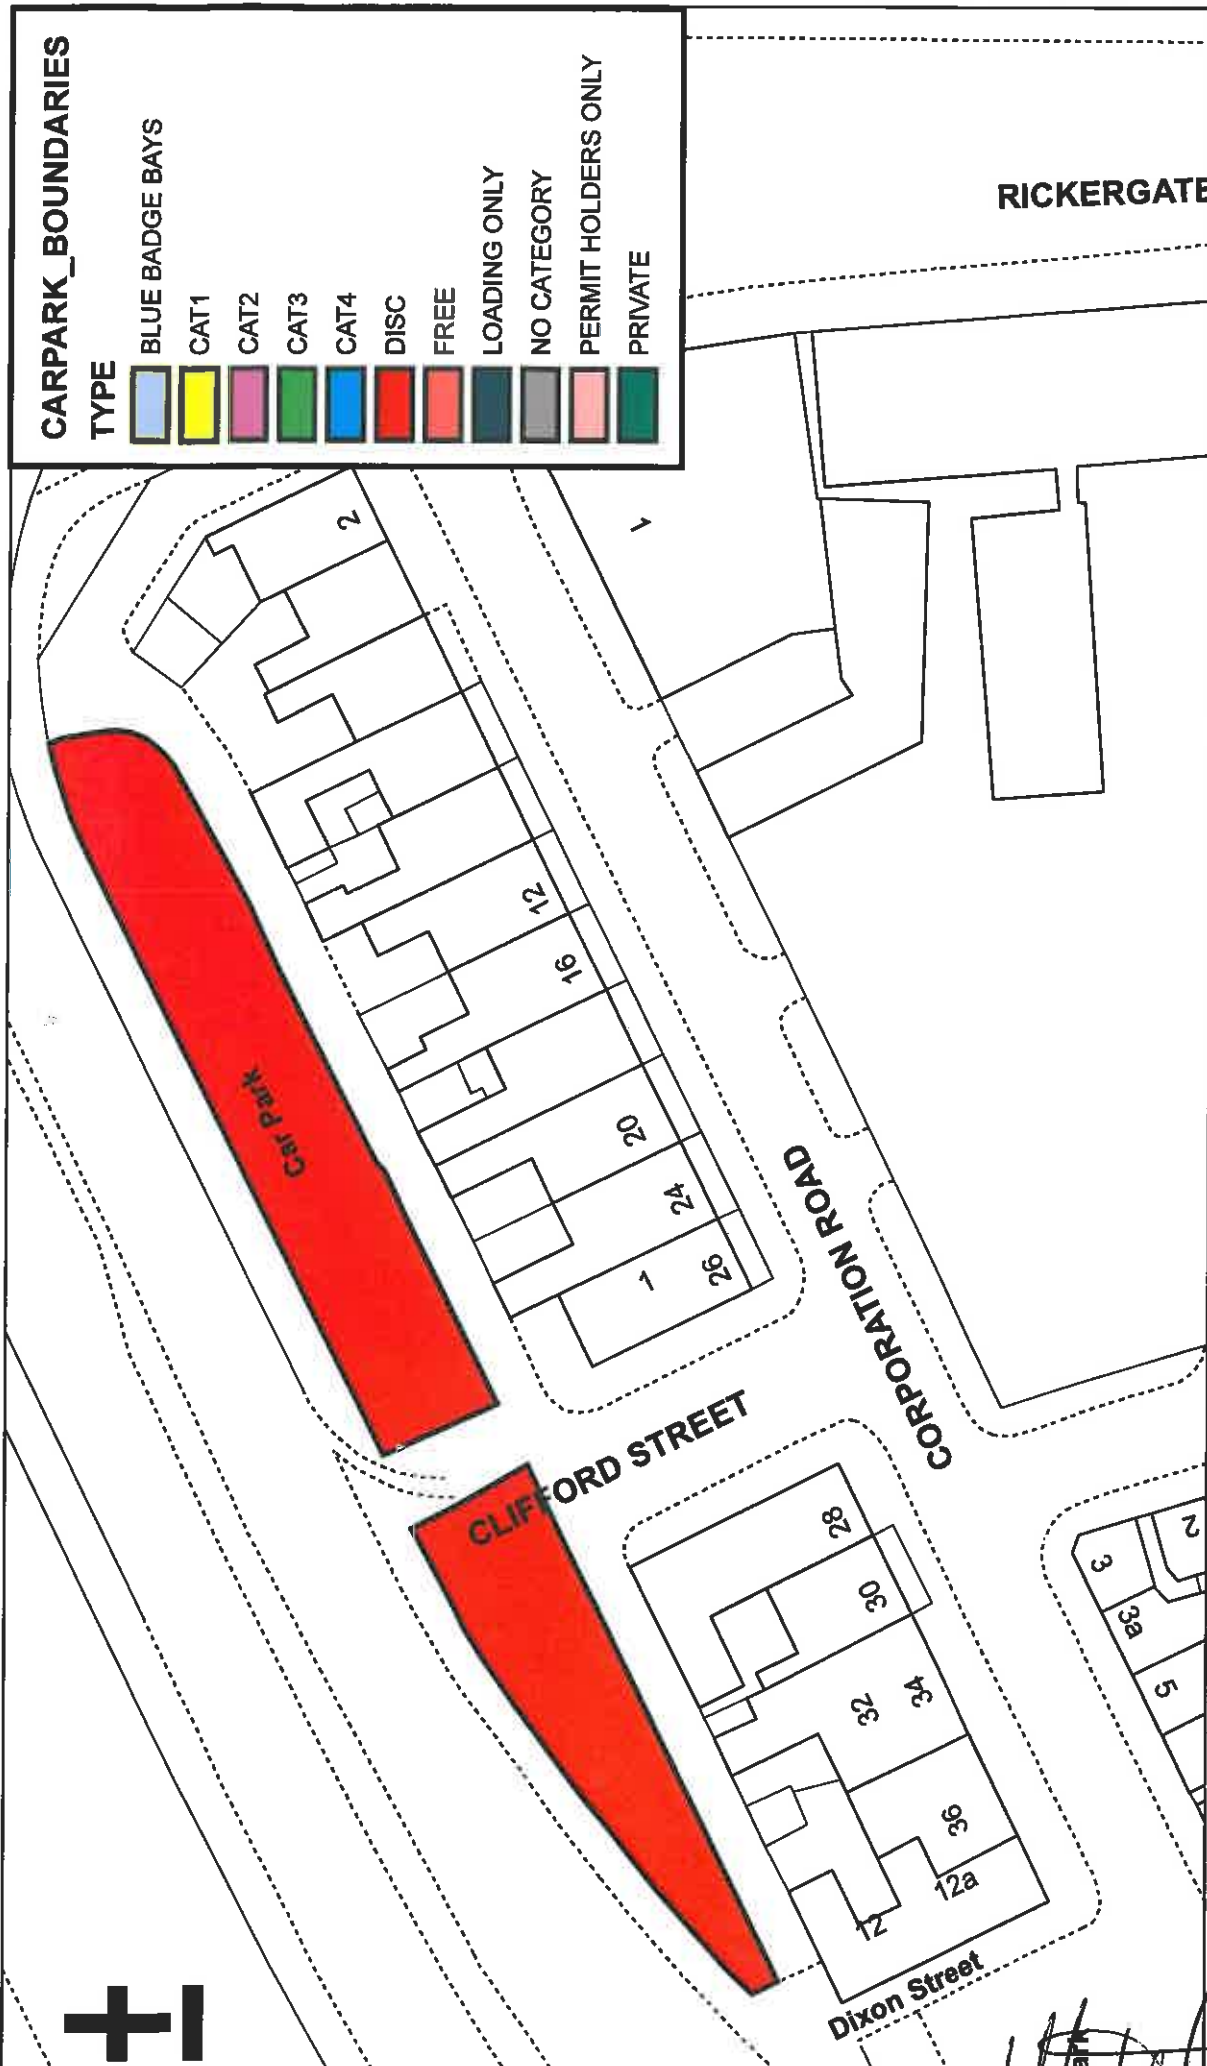 CARPARK_BOUNDARIES
TYPE
BLUE BADGE BAYS
CAT1
CAT2
CAT3
CAT4
DISC
FREE
LOADING ONLY
NO CATEGORY
PERMIT HOLDERS ONLY
PRIVATE
RICKERGATE
2
1
12
16
Car Park
20
24
26
1
CORPORATION ROAD
CLIFFORD STREET
28
30
32
34
36
12a
12
Dixon Street
3
2
3a
5